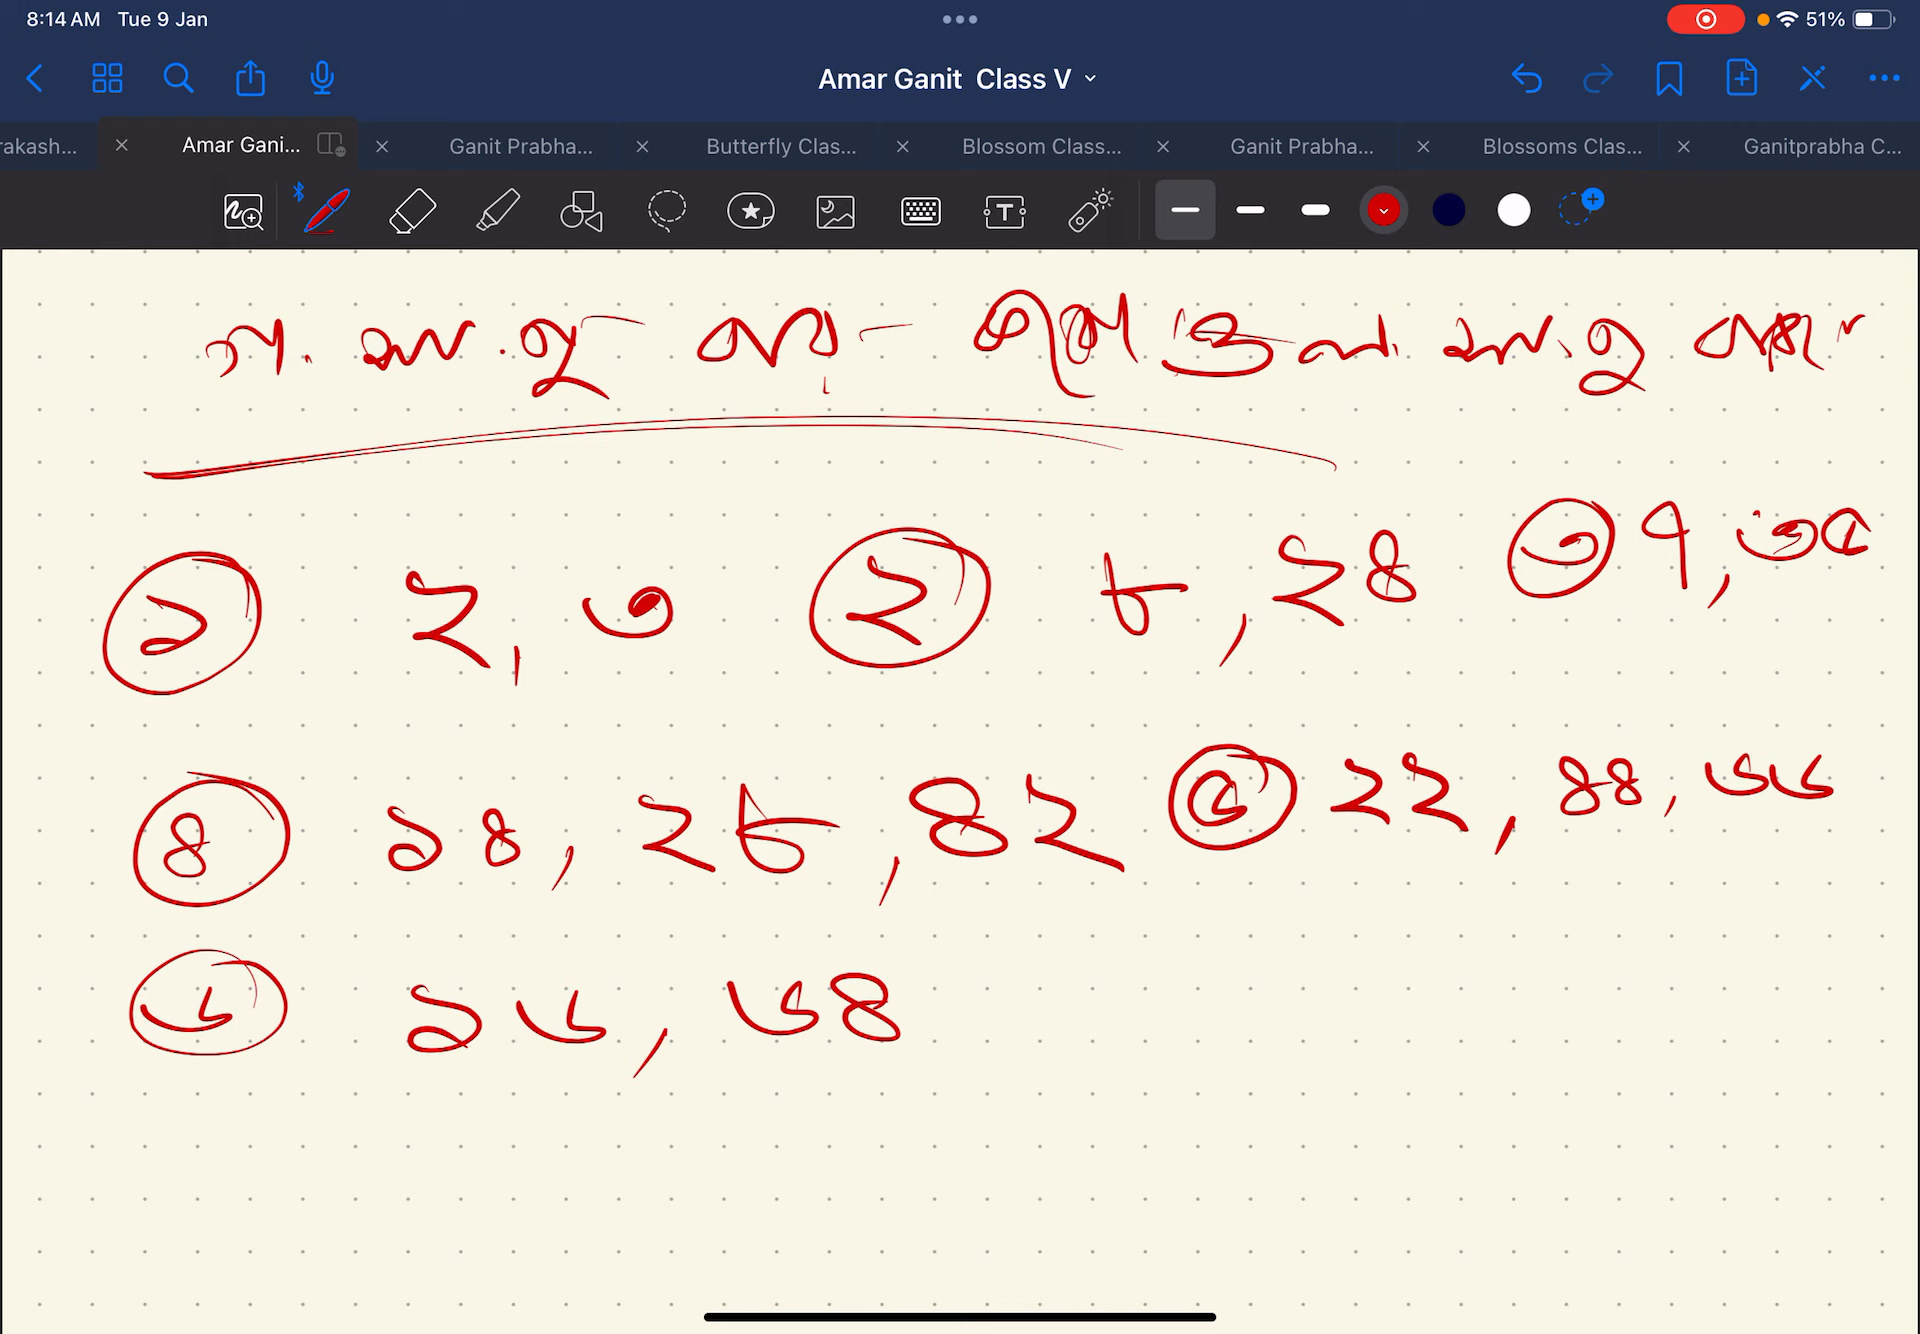 8:14 AM Tue 9 Jan
51%
Amar Ganit Class V
rakash... Amar Gani... Ganit Prabha... Butterfly Clas... Blossom Class... Ganit Prabha... Blossoms Clas... Ganitprabha C...
T
১ ২, ৩ ২ ৮, ২৪ ৩ ৭, ৩৫
৪ ১৪, ২৮, ৪২ ৫ ২২, ৪৪, ৬৬
৬ ১৬, ৬৪